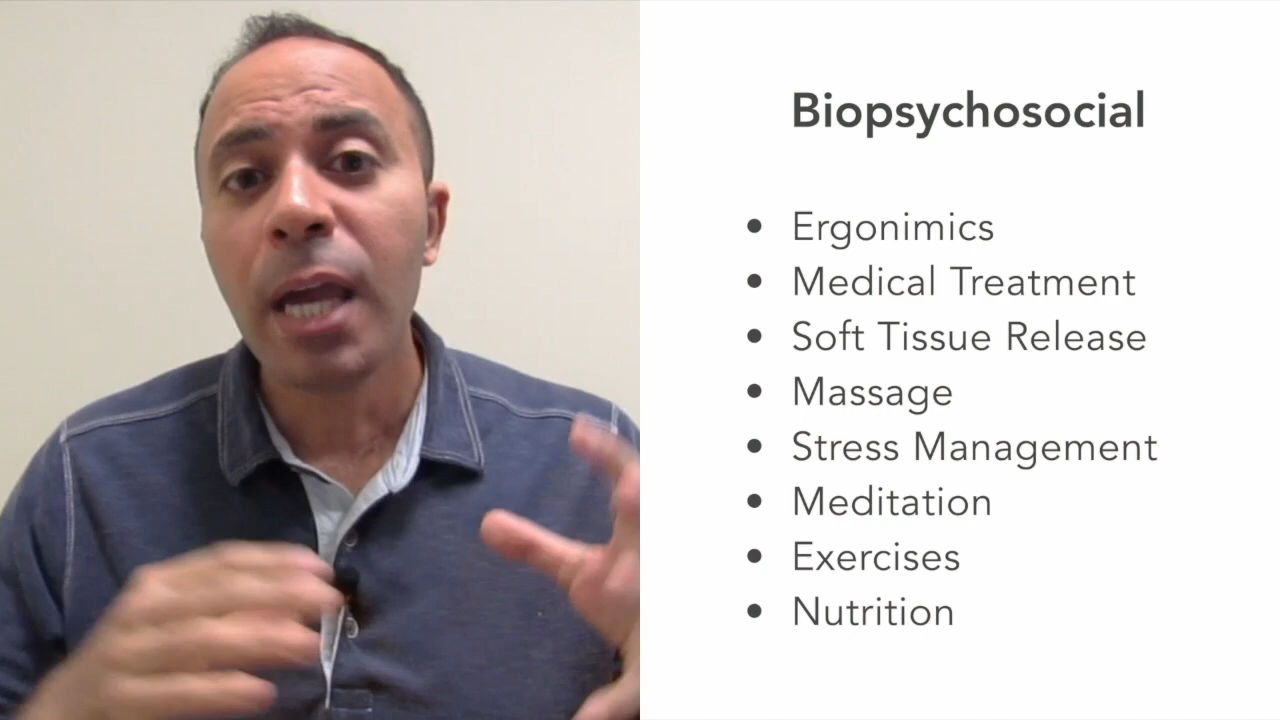 Biopsychosocial
• Ergonimics
• Medical Treatment
• Soft Tissue Release
• Massage
• Stress Management
• Meditation
• Exercises
• Nutrition